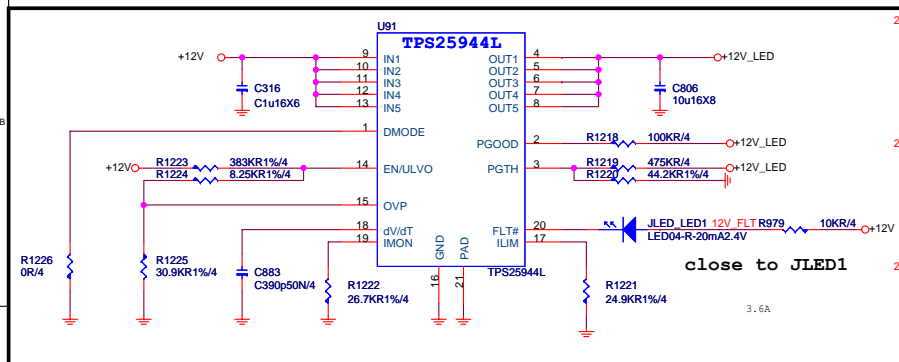 U91
TPS25944L
+12V
C316
C1u16X6
9
10
11
12
13
IN1
IN2
IN3
IN4
IN5
OUT1
OUT2
OUT3
OUT4
OUT5
4
5
6
7
8
+12V_LED
C806
10u16X8
B
1
DMODE
PGOOD
2
R1218
100KR/4
+12V_LED
+12V
R1223
383KR1%/4
R1224
8.25KR1%/4
14
EN/ULVO
PGTH
3
R1219
475KR/4
+12V_LED
R1220
44.2KR1%/4
15
OVP
18
dV/dT
19
IMON
FLT#
20
ILIM
17
JLED_LED1
12V_FLT
R979
10KR/4
+12V
LED04-R-20mA2.4V
GND
PAD
16
21
TPS25944L
close to JLED1
R1226
0R/4
R1225
30.9KR1%/4
C883
C390p50N/4
R1222
26.7KR1%/4
R1221
24.9KR1%/4
3.6A
2
2
2